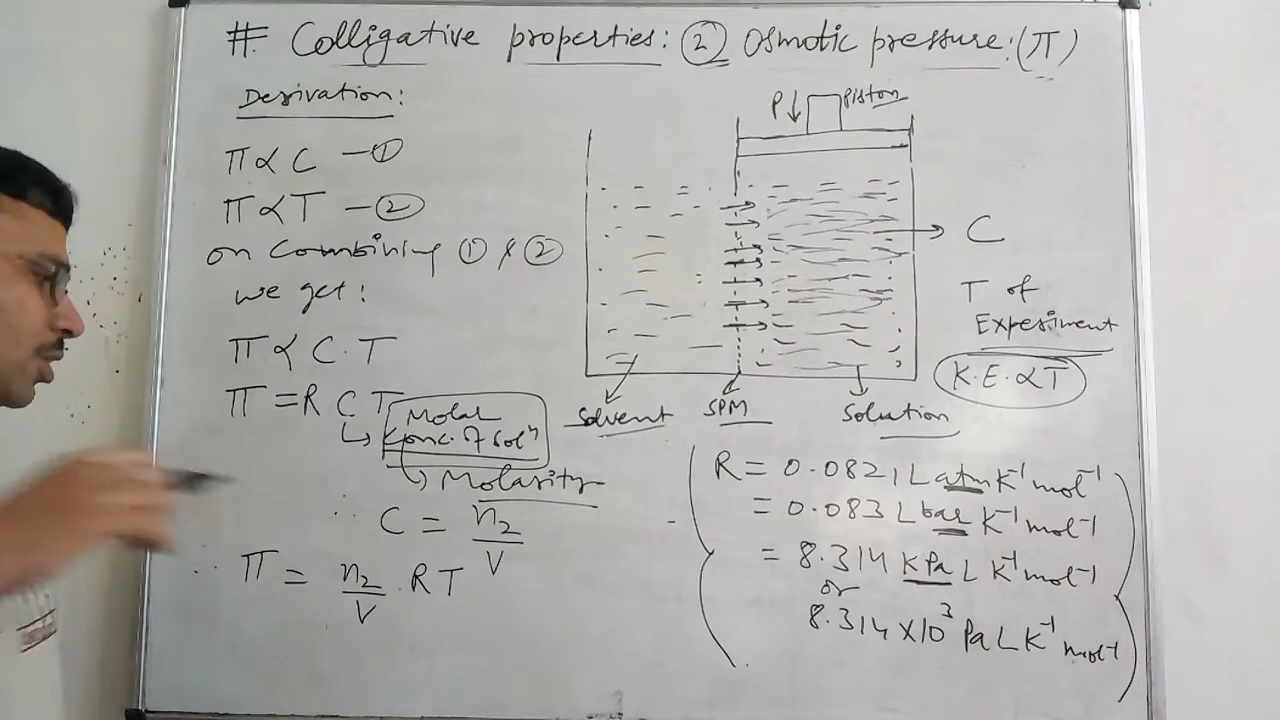 # Colligative properties: ② Osmotic pressure: (π)
Derivation:
π ∝ C — ①
π ∝ T — ②
on Combining ① & ②
we get:
π ∝ C. T
π = R C T
Molar
Conc. of solⁿ
Molarity
∴ C = n₂/V
∴ π = n₂/V . RT
P↓ piston
C
T of
Experiment
K.E. ∝ T
Solvent
SPM
Solution
R = 0.0821 L atm K⁻¹ mol⁻¹
= 0.083 L bar K⁻¹ mol⁻¹
= 8.314 KPa L K⁻¹ mol⁻¹
or
8.314 × 10³ Pa L K⁻¹ mol⁻¹